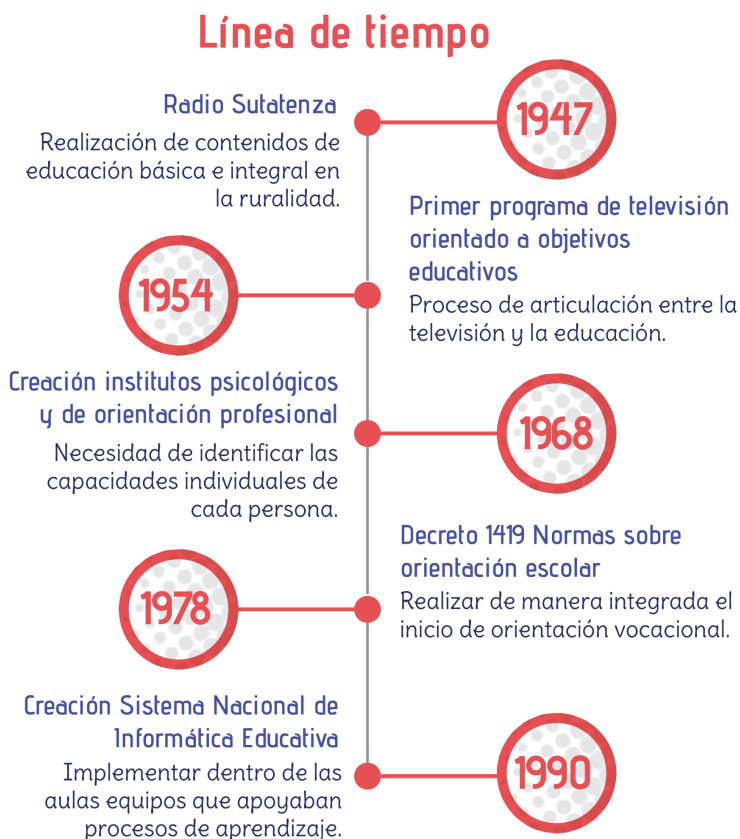 Línea de tiempo
1947
Radio Sutatenza
Realización de contenidos de
educación básica e integral en
la ruralidad.
1954
Primer programa de televisión
orientado a objetivos
educativos
Proceso de articulación entre la
televisión y la educación.
1968
Creación institutos psicológicos
y de orientación profesional
Necesidad de identificar las
capacidades individuales de
cada persona.
1978
Decreto 1419 Normas sobre
orientación escolar
Realizar de manera integrada el
inicio de orientación vocacional.
1990
Creación Sistema Nacional de
Informática Educativa
Implementar dentro de las
aulas equipos que apoyaban
procesos de aprendizaje.